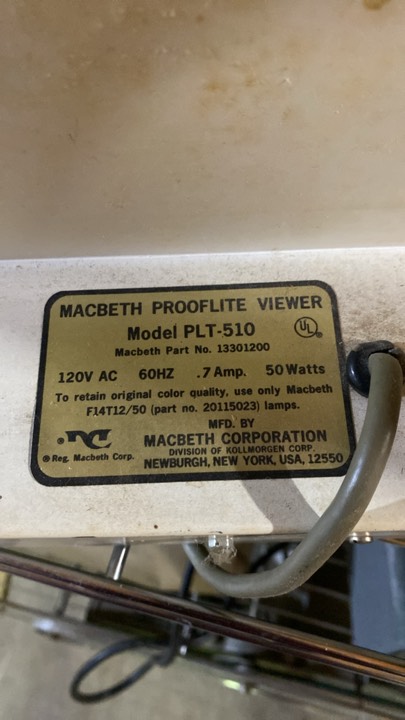 MACBETH PROOFLITE VIEWER
Model PLT-510
UL
Macbeth Part No. 13301200
120V AC 60HZ .7 Amp. 50 Watts
To retain original color quality, use only Macbeth
F14T12/50 (part no. 20115023) lamps.
MFD. BY
MACBETH CORPORATION
DIVISION OF KOLLMORGEN CORP.
® Reg. Macbeth Corp.
NEWBURGH, NEW YORK, USA, 12550